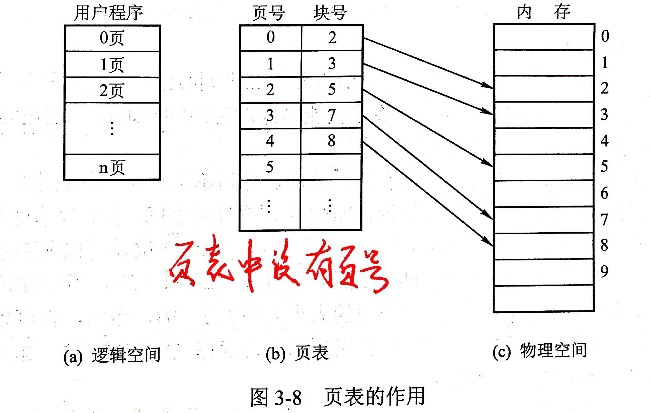 用户程序
0页
1页
2页
⋮
n页
页号 块号
0 2
1 3
2 5
3 7
4 8
5
⋮ ⋮
内 存
0
1
2
3
4
5
6
7
8
9
页表中没有页号
(a) 逻辑空间
(b) 页表
(c) 物理空间
图 3-8 页表的作用